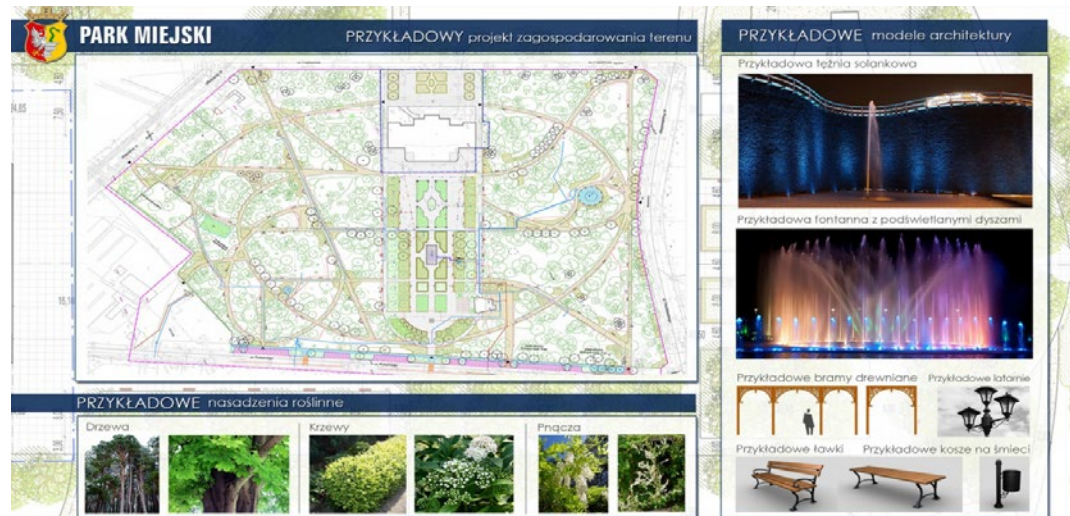 PARK MIEJSKI
PRZYKŁADOWY projekt zagospodarowania terenu
PRZYKŁADOWE modele architektury
Przykładowa tężnia solankowa
Przykładowa fontanna z podświetlanymi dyszami
Przykładowe bramy drewniane
Przykładowe latarnie
Przykładowe ławki
Przykładowe kosze na śmieci
PRZYKŁADOWE nasadzenia roślinne
Drzewa
Krzewy
Pnącza